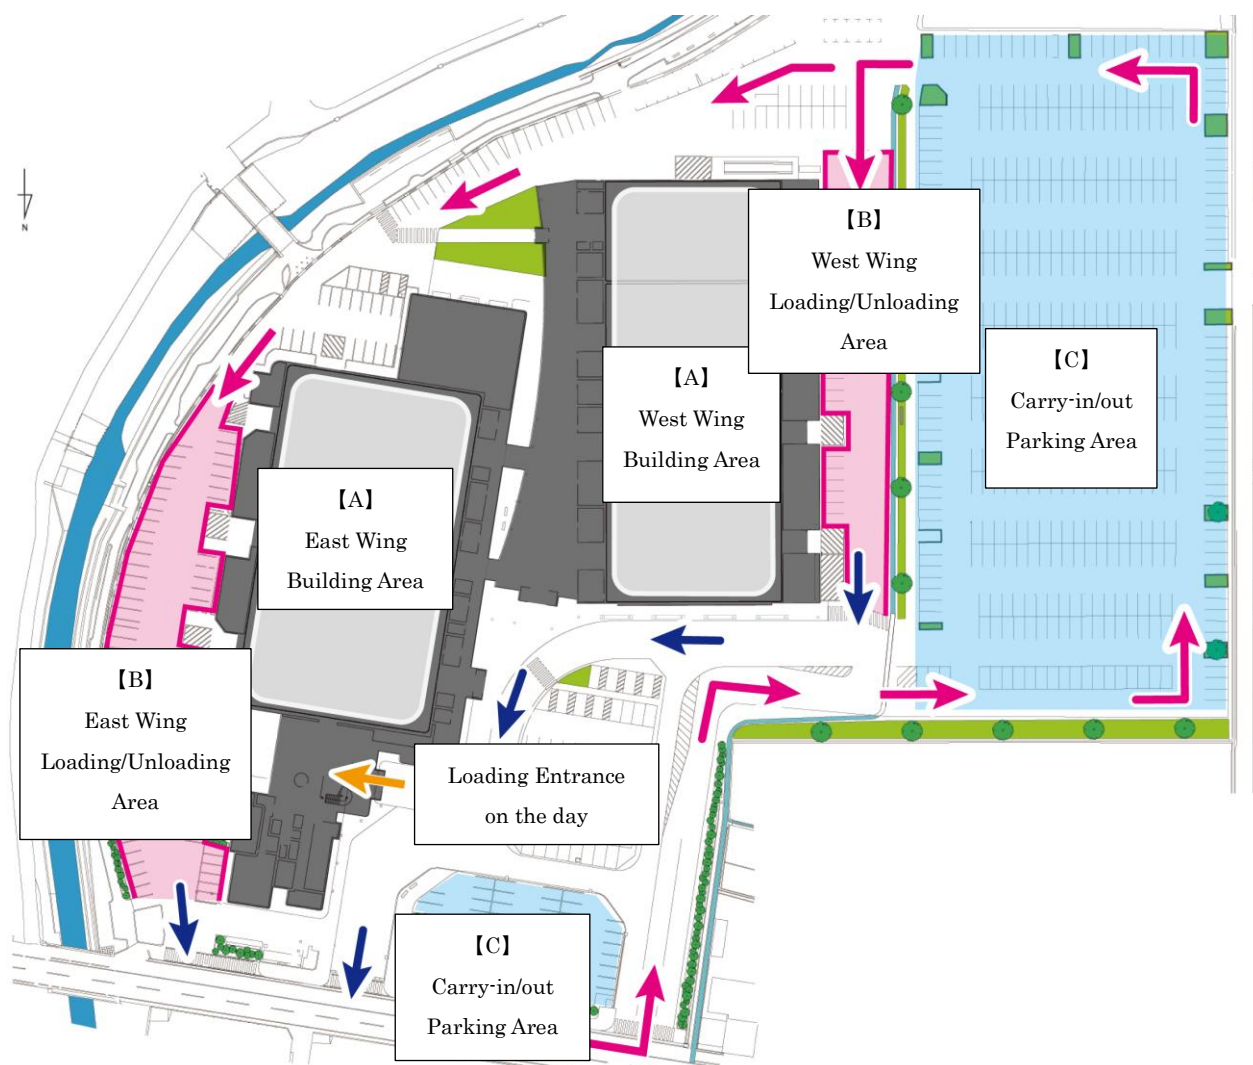 N
【B】
West Wing
Loading/Unloading
Area
【C】
Carry-in/out
Parking Area
【A】
West Wing
Building Area
【A】
East Wing
Building Area
【B】
East Wing
Loading/Unloading
Area
Loading Entrance
on the day
【C】
Carry-in/out
Parking Area